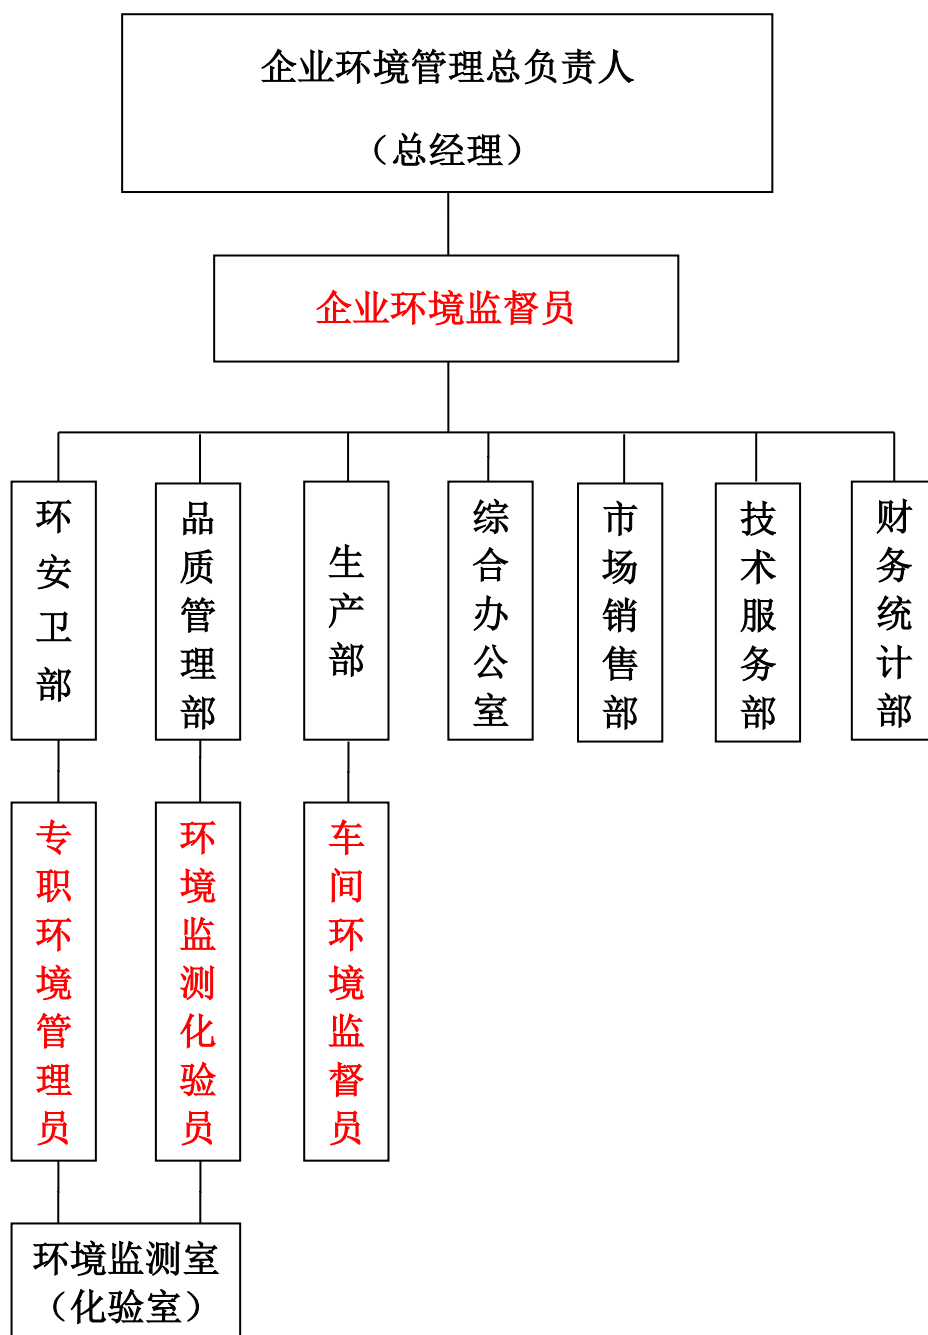 企业环境管理总负责人
（总经理）
企业环境监督员
环安卫部
品质管理部
生产部
综合办公室
市场销售部
技术服务部
财务统计部
专职环境管理员
环境监测化验员
车间环境监督员
环境监测室
（化验室）